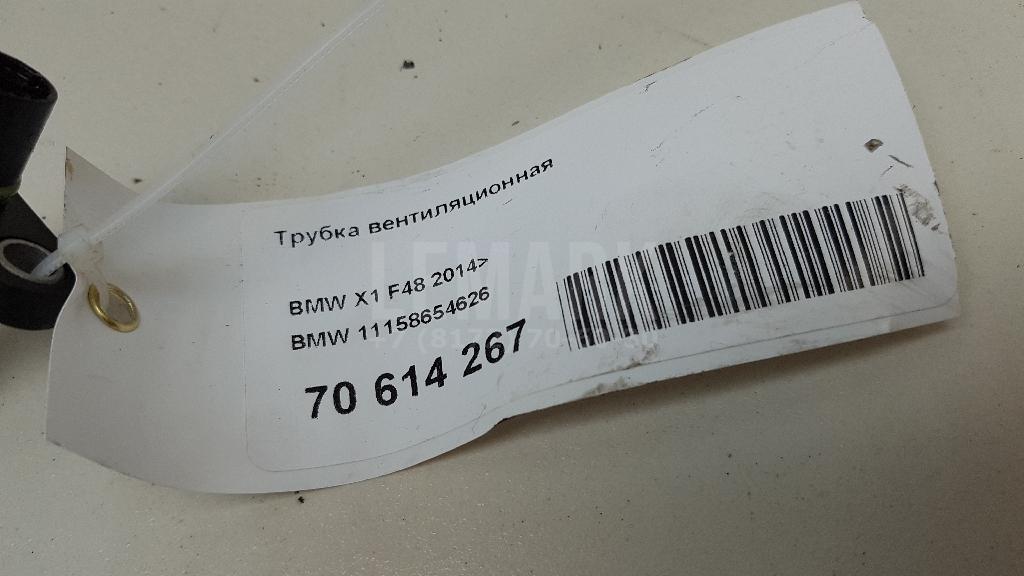 Трубка вентиляционная
BMW X1 F48 2014>
BMW 11158654626
70 614 267